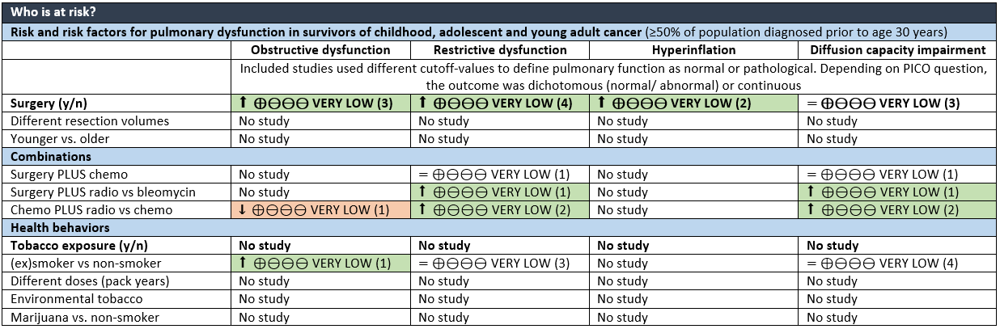 Who is at risk?
Risk and risk factors for pulmonary dysfunction in survivors of childhood, adolescent and young adult cancer (≥50% of population diagnosed prior to age 30 years)
Obstructive dysfunction Restrictive dysfunction Hyperinflation Diffusion capacity impairment
Included studies used different cutoff-values to define pulmonary function as normal or pathological. Depending on PICO question,
the outcome was dichotomous (normal/ abnormal) or continuous
Surgery (y/n) ⬆ ⊕⊖⊖⊖ VERY LOW (3) ⬆ ⊕⊖⊖⊖ VERY LOW (4) ⬆ ⊕⊖⊖⊖ VERY LOW (2) = ⊕⊖⊖⊖ VERY LOW (3)
Different resection volumes No study No study No study No study
Younger vs. older No study No study No study No study
Combinations
Surgery PLUS chemo No study = ⊕⊖⊖⊖ VERY LOW (1) No study = ⊕⊖⊖⊖ VERY LOW (1)
Surgery PLUS radio vs bleomycin No study ⬆ ⊕⊖⊖⊖ VERY LOW (1) No study ⬆ ⊕⊖⊖⊖ VERY LOW (1)
Chemo PLUS radio vs chemo ⬇ ⊕⊖⊖⊖ VERY LOW (1) ⬆ ⊕⊖⊖⊖ VERY LOW (2) No study ⬆ ⊕⊖⊖⊖ VERY LOW (2)
Health behaviors
Tobacco exposure (y/n) No study No study No study No study
(ex)smoker vs non-smoker ⬆ ⊕⊖⊖⊖ VERY LOW (1) = ⊕⊖⊖⊖ VERY LOW (3) No study = ⊕⊖⊖⊖ VERY LOW (4)
Different doses (pack years) No study No study No study No study
Environmental tobacco No study No study No study No study
Marijuana vs. non-smoker No study No study No study No study